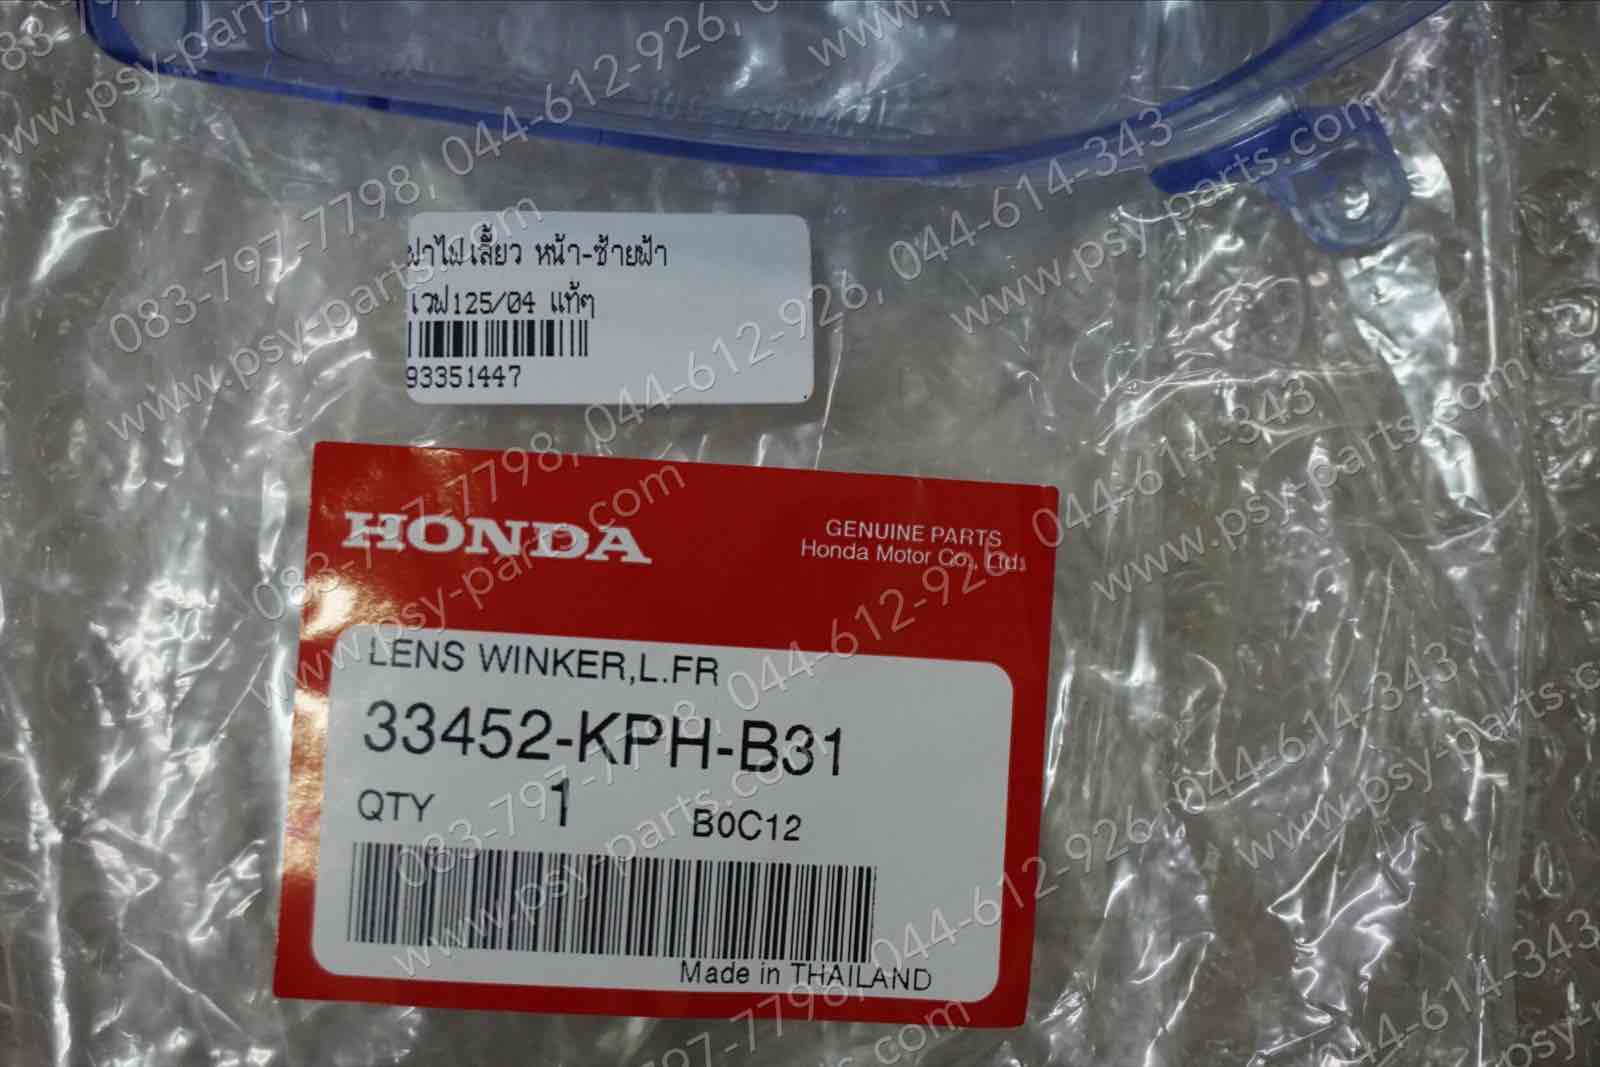 ฝาไฟเลี้ยว หน้า-ซ้ายฟ้า
เวฟ125/04 แท้ๆ
93351447
HONDA
GENUINE PARTS
Honda Motor Co., Ltd.
LENS WINKER,L.FR
33452-KPH-B31
QTY 1 B0C12
Made in THAILAND
083-797-7798, 044-612-926, 044-614-343
www.psy-parts.com